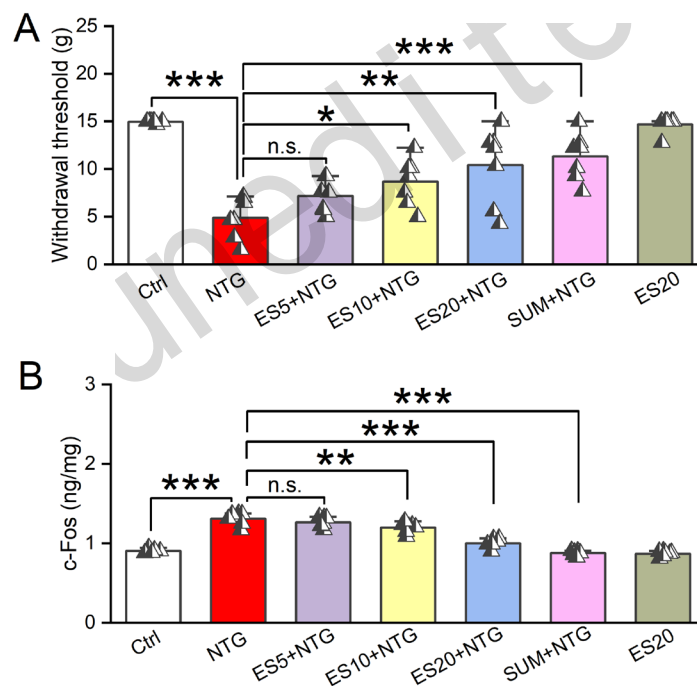 A
Withdrawal threshold (g)
25
20
15
10
5
0
***
***
**
*
n.s.
Ctrl
NTG
ES5+NTG
ES10+NTG
ES20+NTG
SUM+NTG
ES20
unedite
B
c-Fos (ng/mg)
3
2
1
0
***
***
***
**
n.s.
Ctrl
NTG
ES5+NTG
ES10+NTG
ES20+NTG
SUM+NTG
ES20